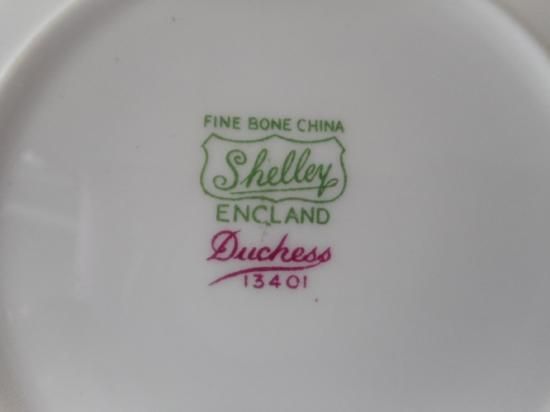 FINE BONE CHINA
Shelley
ENGLAND
Duchess
13401